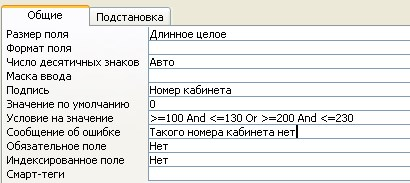 Общие Подстановка
Размер поля Длинное целое
Формат поля
Число десятичных знаков Авто
Маска ввода
Подпись Номер кабинета
Значение по умолчанию 0
Условие на значение >=100 And <=130 Or >=200 And <=230
Сообщение об ошибке Такого номера кабинета нет
Обязательное поле Нет
Индексированное поле Нет
Смарт-теги